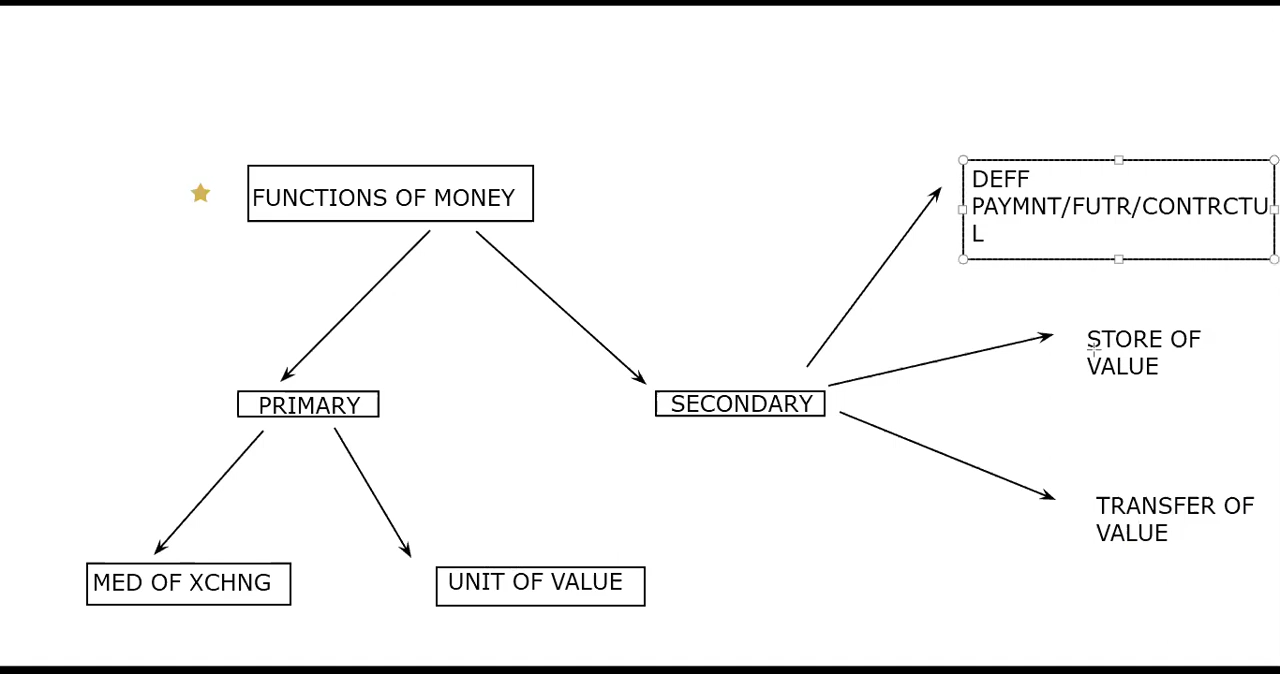 FUNCTIONS OF MONEY
DEFF
PAYMNT/FUTR/CONTRCTU
L
STORE OF
VALUE
PRIMARY
SECONDARY
TRANSFER OF
VALUE
MED OF XCHNG
UNIT OF VALUE